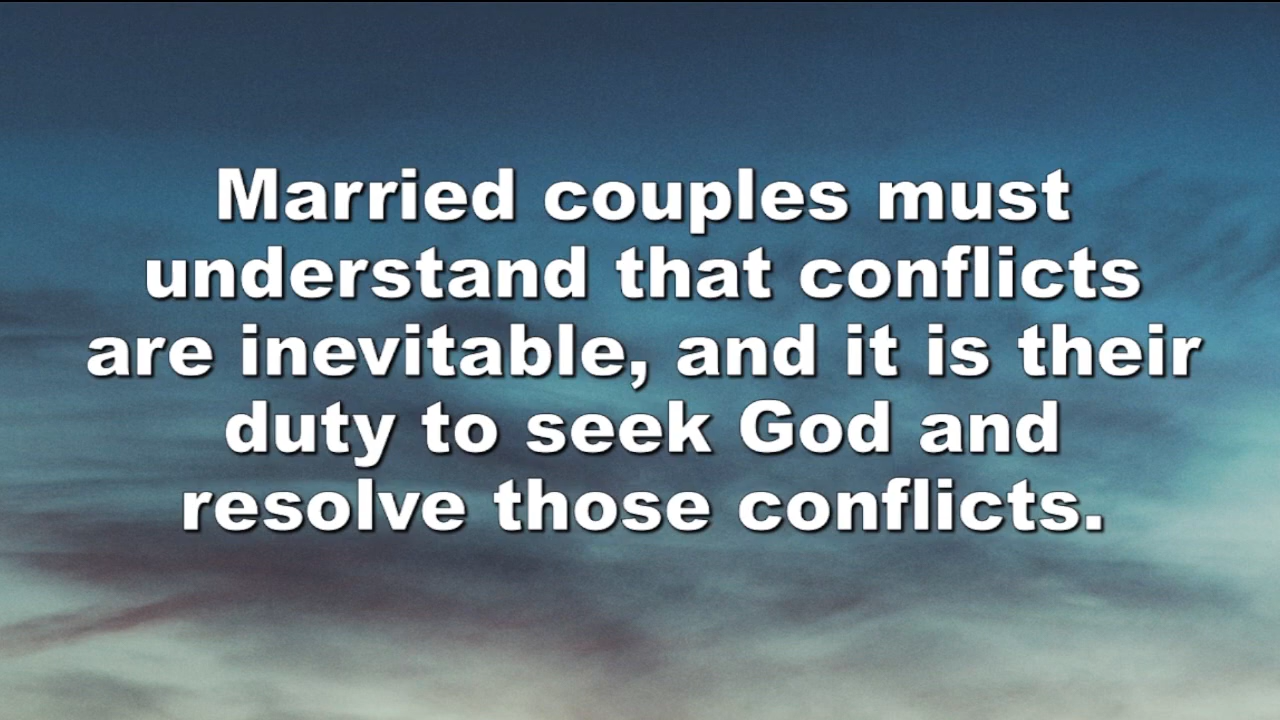 Married couples must
understand that conflicts
are inevitable, and it is their
duty to seek God and
resolve those conflicts.